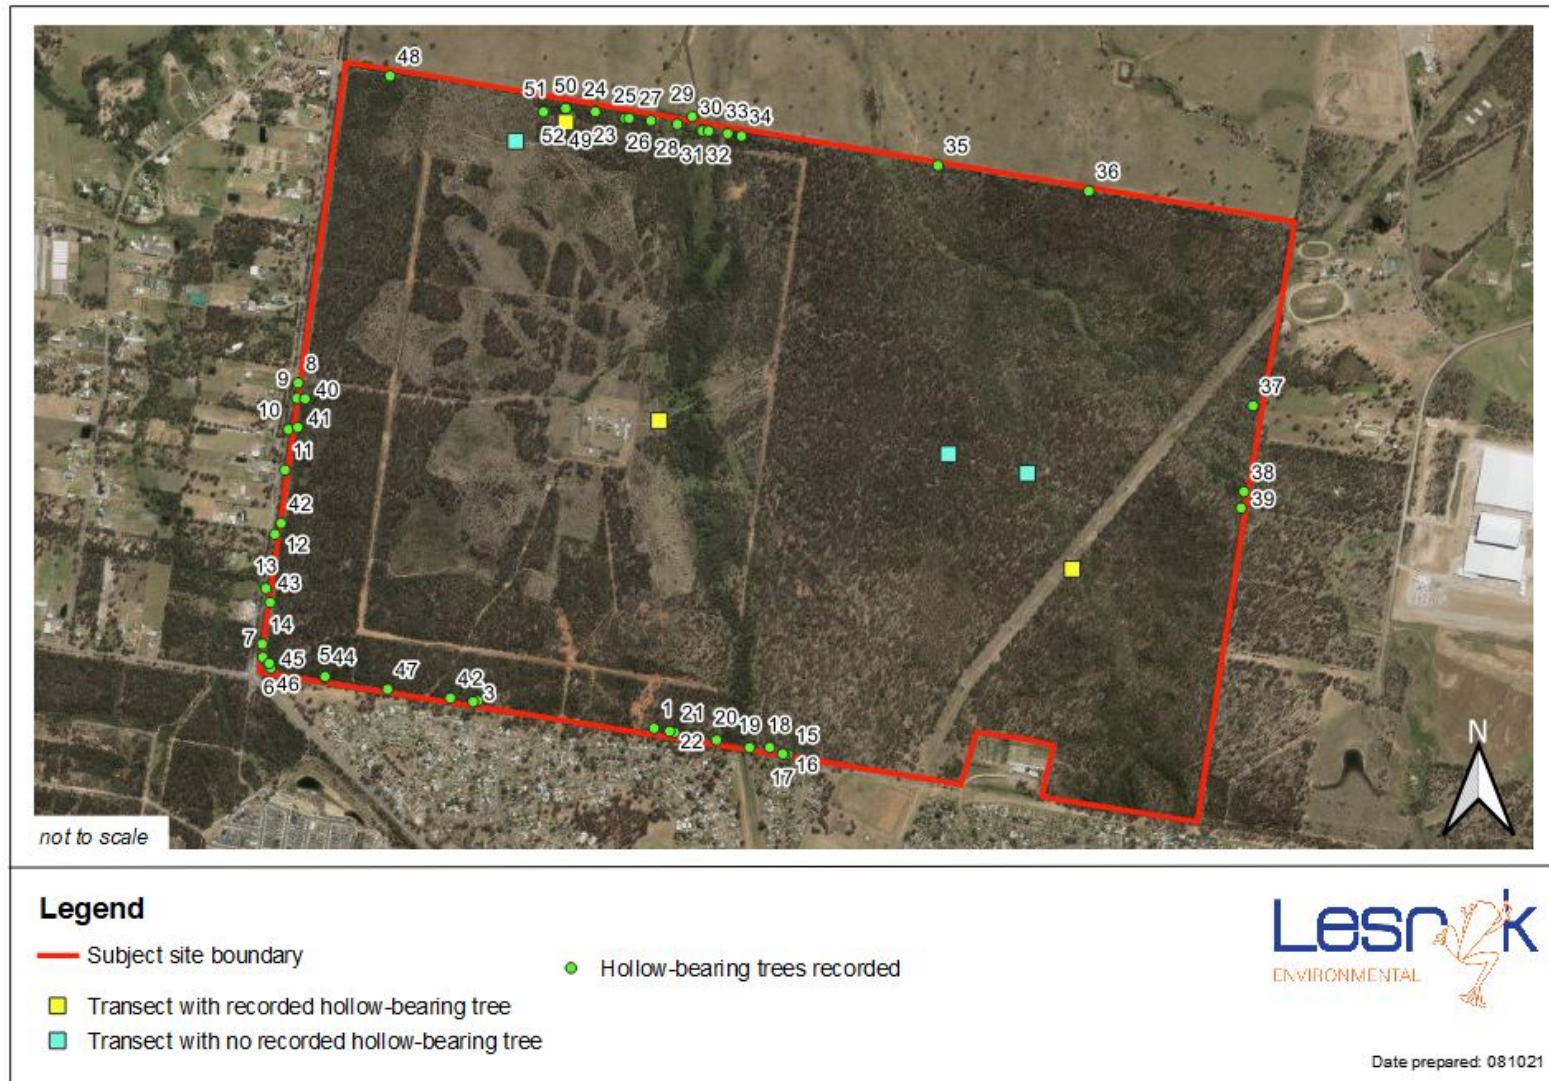 48
51 50 24 25 27 29 30 33 34
52 49 23 26 28 31 32
35
36
8
9 40
10 41
11
37
38
39
42
12
13 43
14
7
45
6 46
5 44
47
42
3
1 21
22
20
19
18
15
16
17
N
not to scale
Legend
Subject site boundary
Hollow-bearing trees recorded
Transect with recorded hollow-bearing tree
Transect with no recorded hollow-bearing tree
Lesryk
ENVIRONMENTAL
Date prepared: 081021